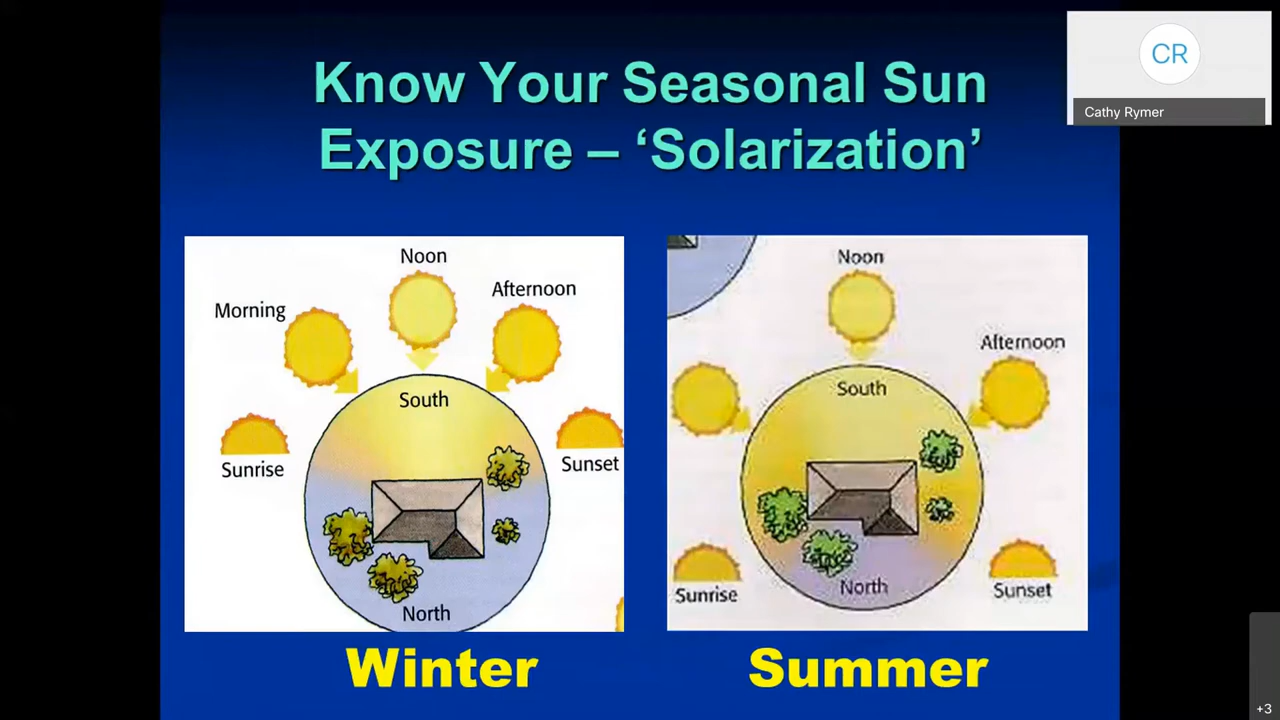 Know Your Seasonal Sun
Exposure – ‘Solarization’
CR
Cathy Rymer
Noon
Morning
Afternoon
South
Sunrise
Sunset
North
Winter
Noon
Afternoon
South
Sunrise
Sunset
North
Summer
+3